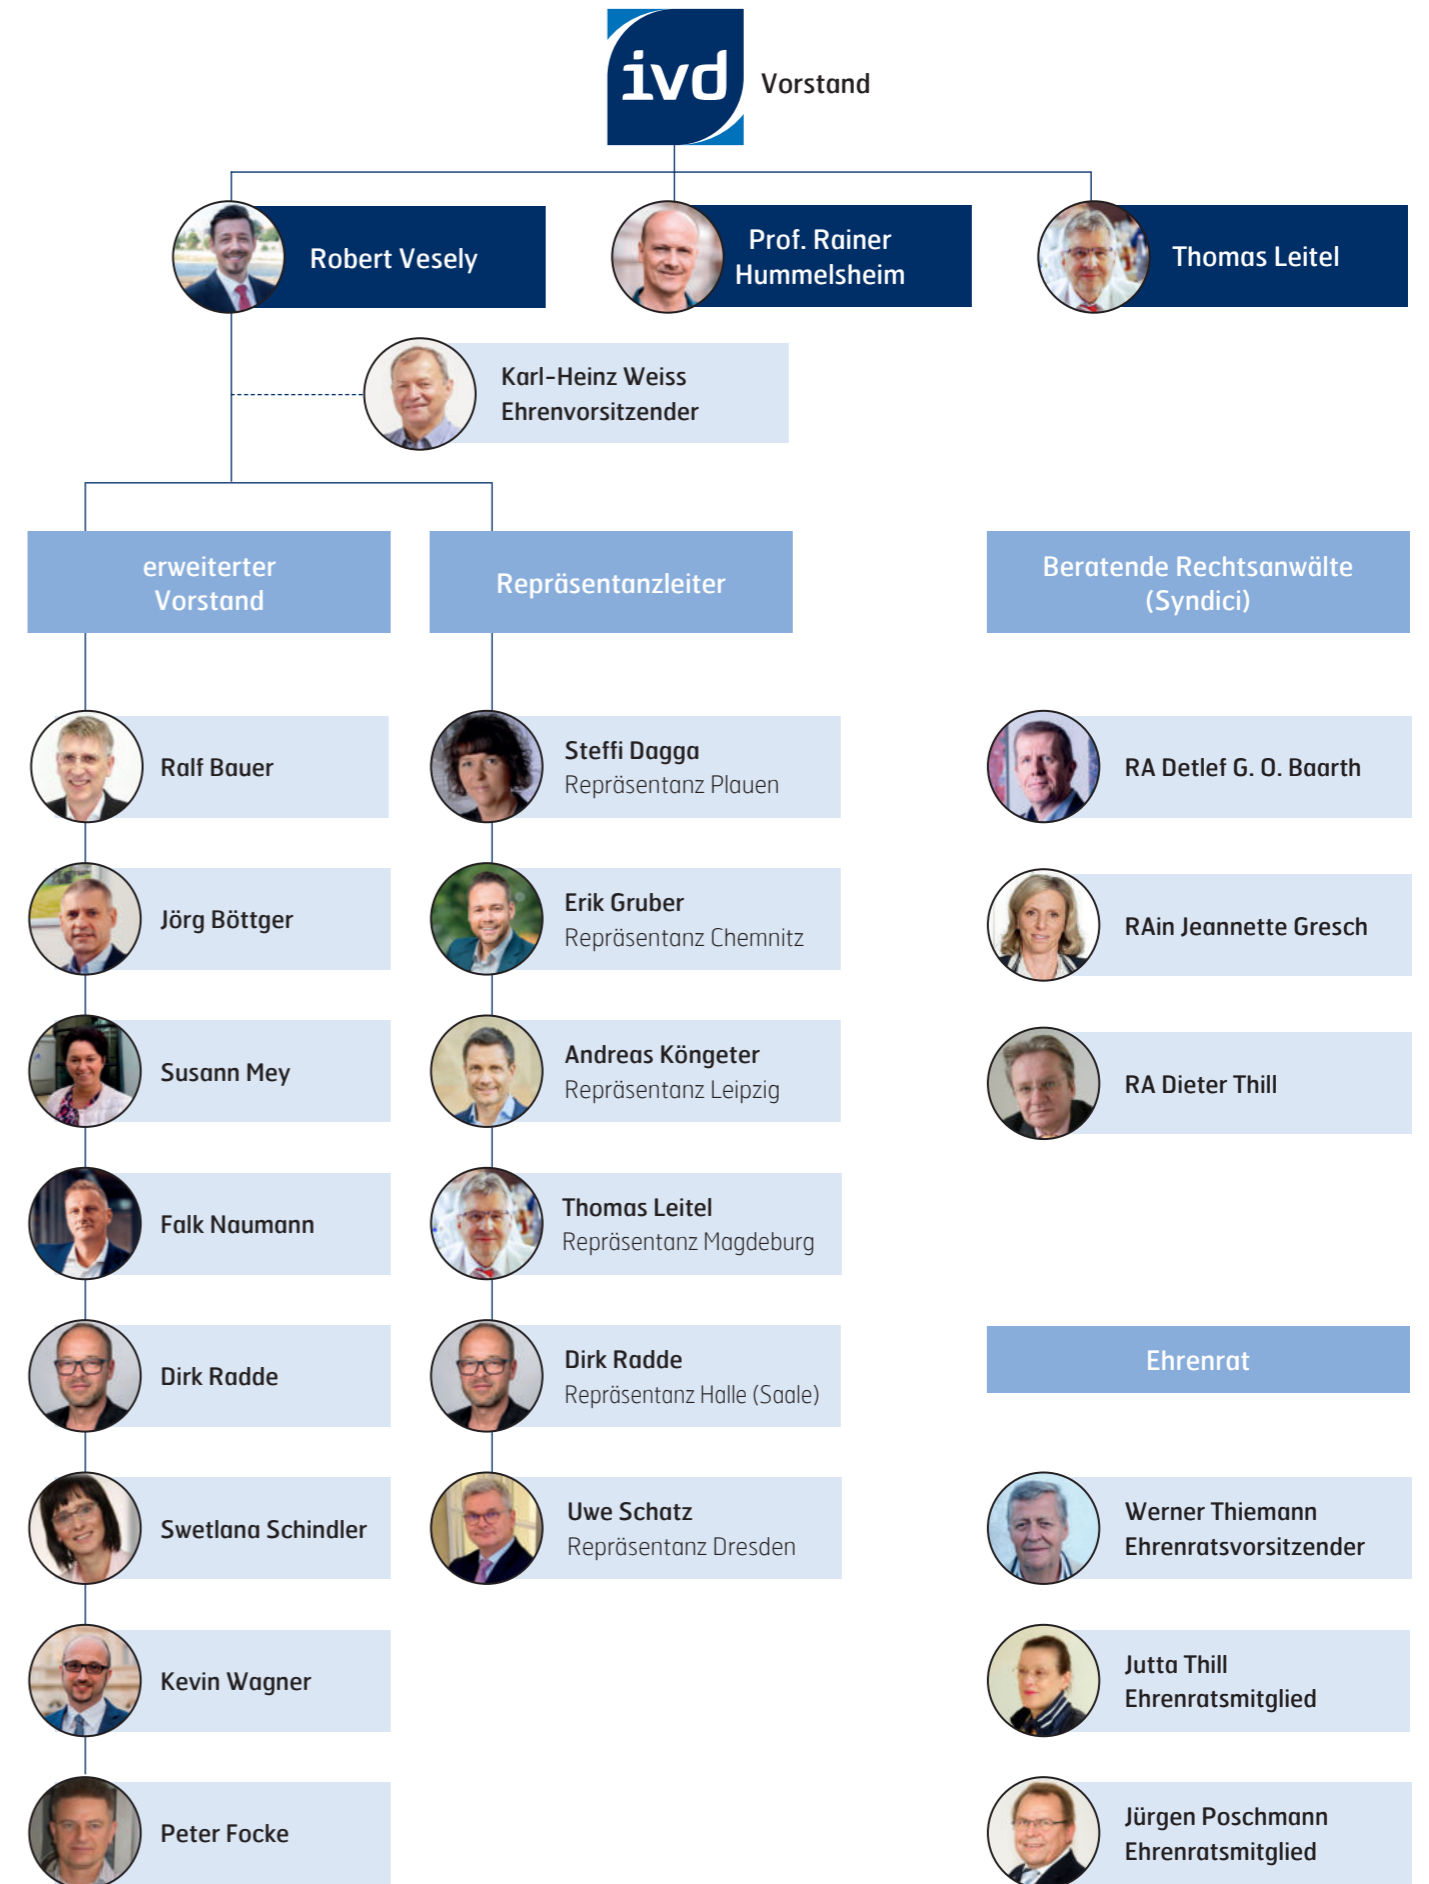 ivd
Vorstand
Robert Vesely
Prof. Rainer
Hummelsheim
Thomas Leitel
Karl-Heinz Weiss
Ehrenvorsitzender
erweiterter
Vorstand
Ralf Bauer
Jörg Böttger
Susann Mey
Falk Naumann
Dirk Radde
Swetlana Schindler
Kevin Wagner
Peter Focke
Repräsentanzleiter
Steffi Dagga
Repräsentanz Plauen
Erik Gruber
Repräsentanz Chemnitz
Andreas Köngeter
Repräsentanz Leipzig
Thomas Leitel
Repräsentanz Magdeburg
Dirk Radde
Repräsentanz Halle (Saale)
Uwe Schatz
Repräsentanz Dresden
Beratende Rechtsanwälte
(Syndici)
RA Detlef G. O. Baarth
RAin Jeannette Gresch
RA Dieter Thill
Ehrenrat
Werner Thiemann
Ehrenratsvorsitzender
Jutta Thill
Ehrenratsmitglied
Jürgen Poschmann
Ehrenratsmitglied